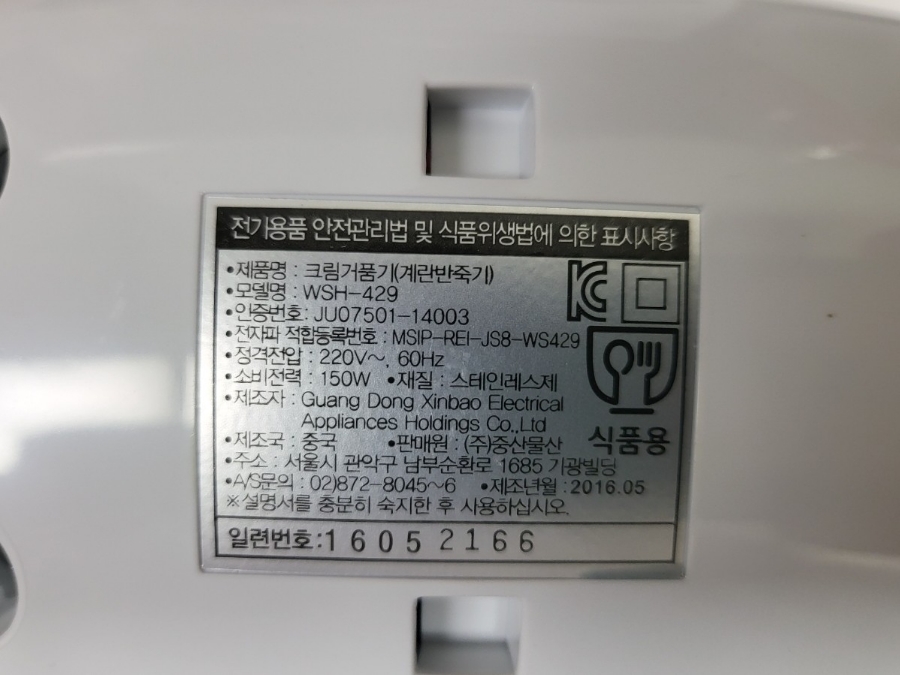 전기용품 안전관리법 및 식품위생법에 의한 표시사항
•제품명 : 크림거품기(계란반죽기)
•모델명 : WSH-429
•인증번호: JU07501-14003
•전자파 적합등록번호 : MSIP-REI-JS8-WS429
•정격전압 : 220V~, 60Hz
•소비전력 : 150W •재질 : 스테인레스제
•제조자 : Guang Dong Xinbao Electrical
Appliances Holdings Co.,Ltd
식품용
•제조국 : 중국 •판매원 : (주)중산물산
•주소 : 서울시 관악구 남부순환로 1685 기광빌딩
•A/S문의 : 02)872-8045~6 •제조년월 : 2016.05
※설명서를 충분히 숙지한 후 사용하십시오.
일련번호:16052166